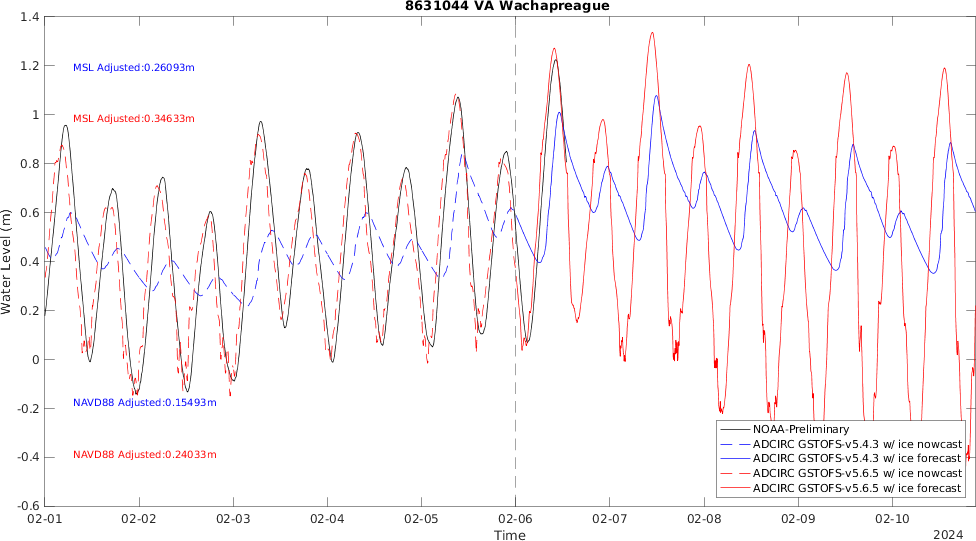 8631044 VA Wachapreague
1.4
1.2
1
0.8
0.6
0.4
0.2
0
-0.2
-0.4
-0.6
Water Level (m)
MSL Adjusted:0.26093m
MSL Adjusted:0.34633m
NAVD88 Adjusted:0.15493m
NAVD88 Adjusted:0.24033m
NOAA-Preliminary
ADCIRC GSTOFS-v5.4.3 w/ ice nowcast
ADCIRC GSTOFS-v5.4.3 w/ ice forecast
ADCIRC GSTOFS-v5.6.5 w/ ice nowcast
ADCIRC GSTOFS-v5.6.5 w/ ice forecast
02-01 02-02 02-03 02-04 02-05 02-06 02-07 02-08 02-09 02-10
Time
2024